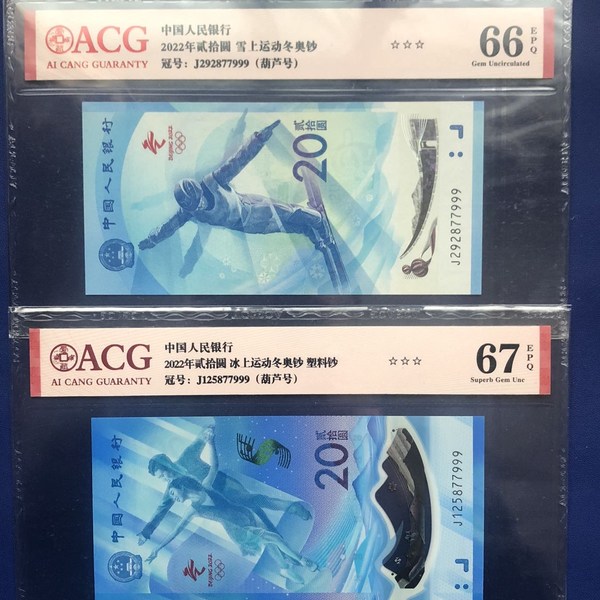 ACG
AI CANG GUARANTY
中国人民银行
2022年贰拾圆 雪上运动冬奥钞
冠号：J292877999（葫芦号）
☆☆☆
66
EPQ
Gem Uncirculated
中国人民银行
BEIJING 2022
贰拾圆
20
J292877999
ACG
AI CANG GUARANTY
中国人民银行
2022年贰拾圆 冰上运动冬奥钞 塑料钞
冠号：J125877999（葫芦号）
☆☆☆
67
EPQ
Superb Gem Unc
中国人民银行
BEIJING 2022
贰拾圆
20
J125877999